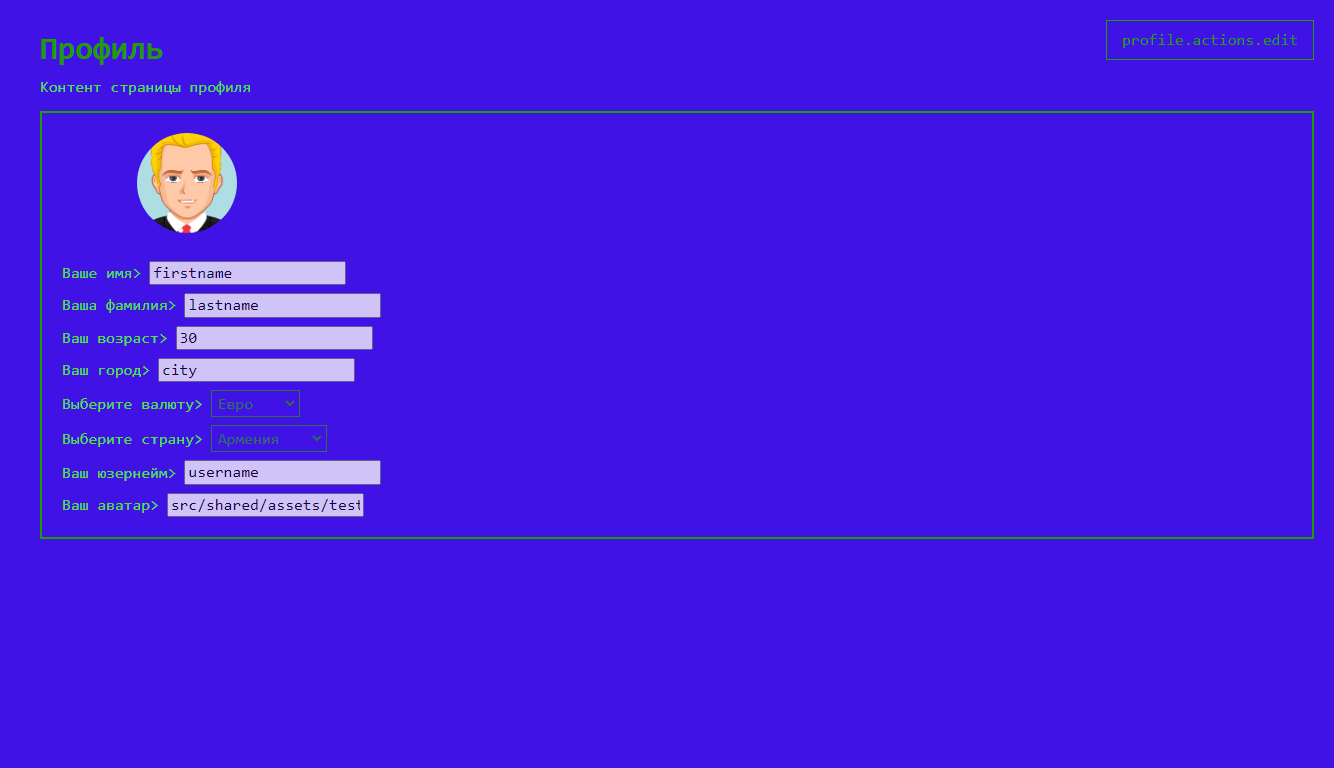 Профиль
profile.actions.edit
Контент страницы профиля
Ваше имя> firstname
Ваша фамилия> lastname
Ваш возраст> 30
Ваш город> city
Выберите валюту> Евро
Выберите страну> Армения
Ваш юзернейм> username
Ваш аватар> src/shared/assets/test